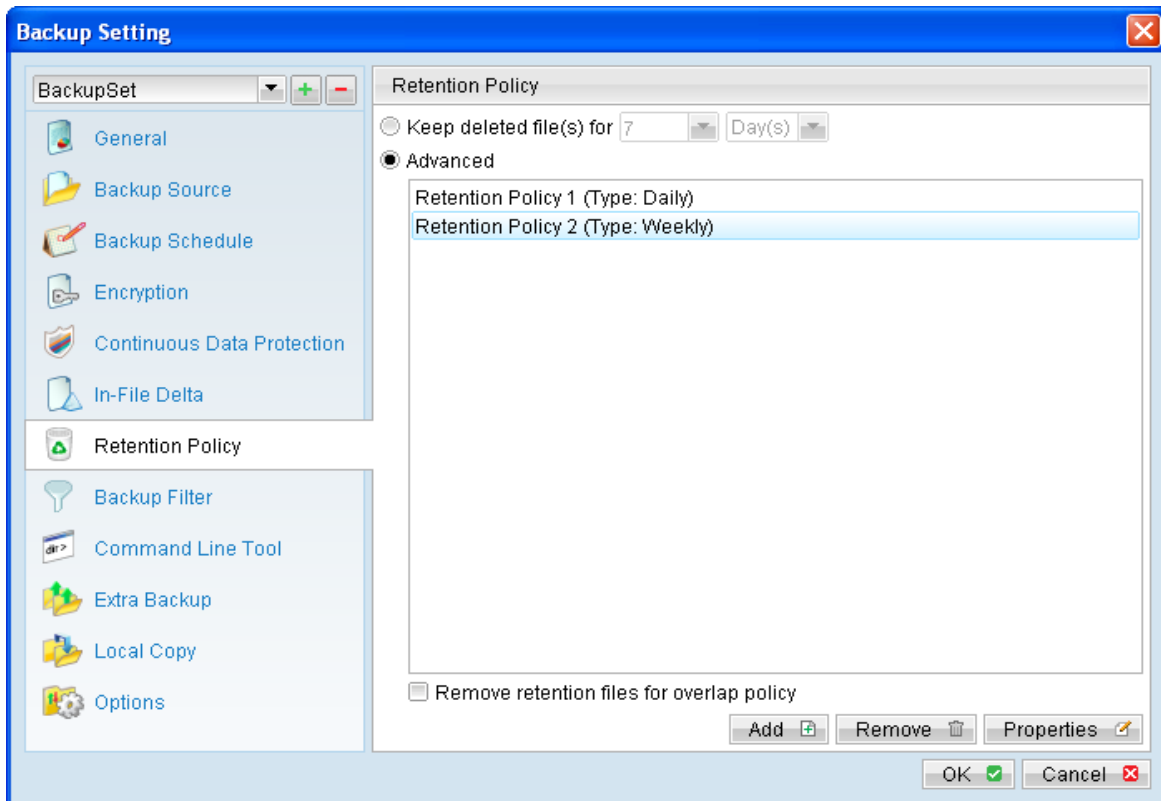 Backup Setting
BackupSet
General
Backup Source
Backup Schedule
Encryption
Continuous Data Protection
In-File Delta
Retention Policy
Backup Filter
dir>
Command Line Tool
Extra Backup
Local Copy
Options
Retention Policy
Keep deleted file(s) for 7 Day(s)
Advanced
Retention Policy 1 (Type: Daily)
Retention Policy 2 (Type: Weekly)
Remove retention files for overlap policy
Add Remove Properties
OK Cancel